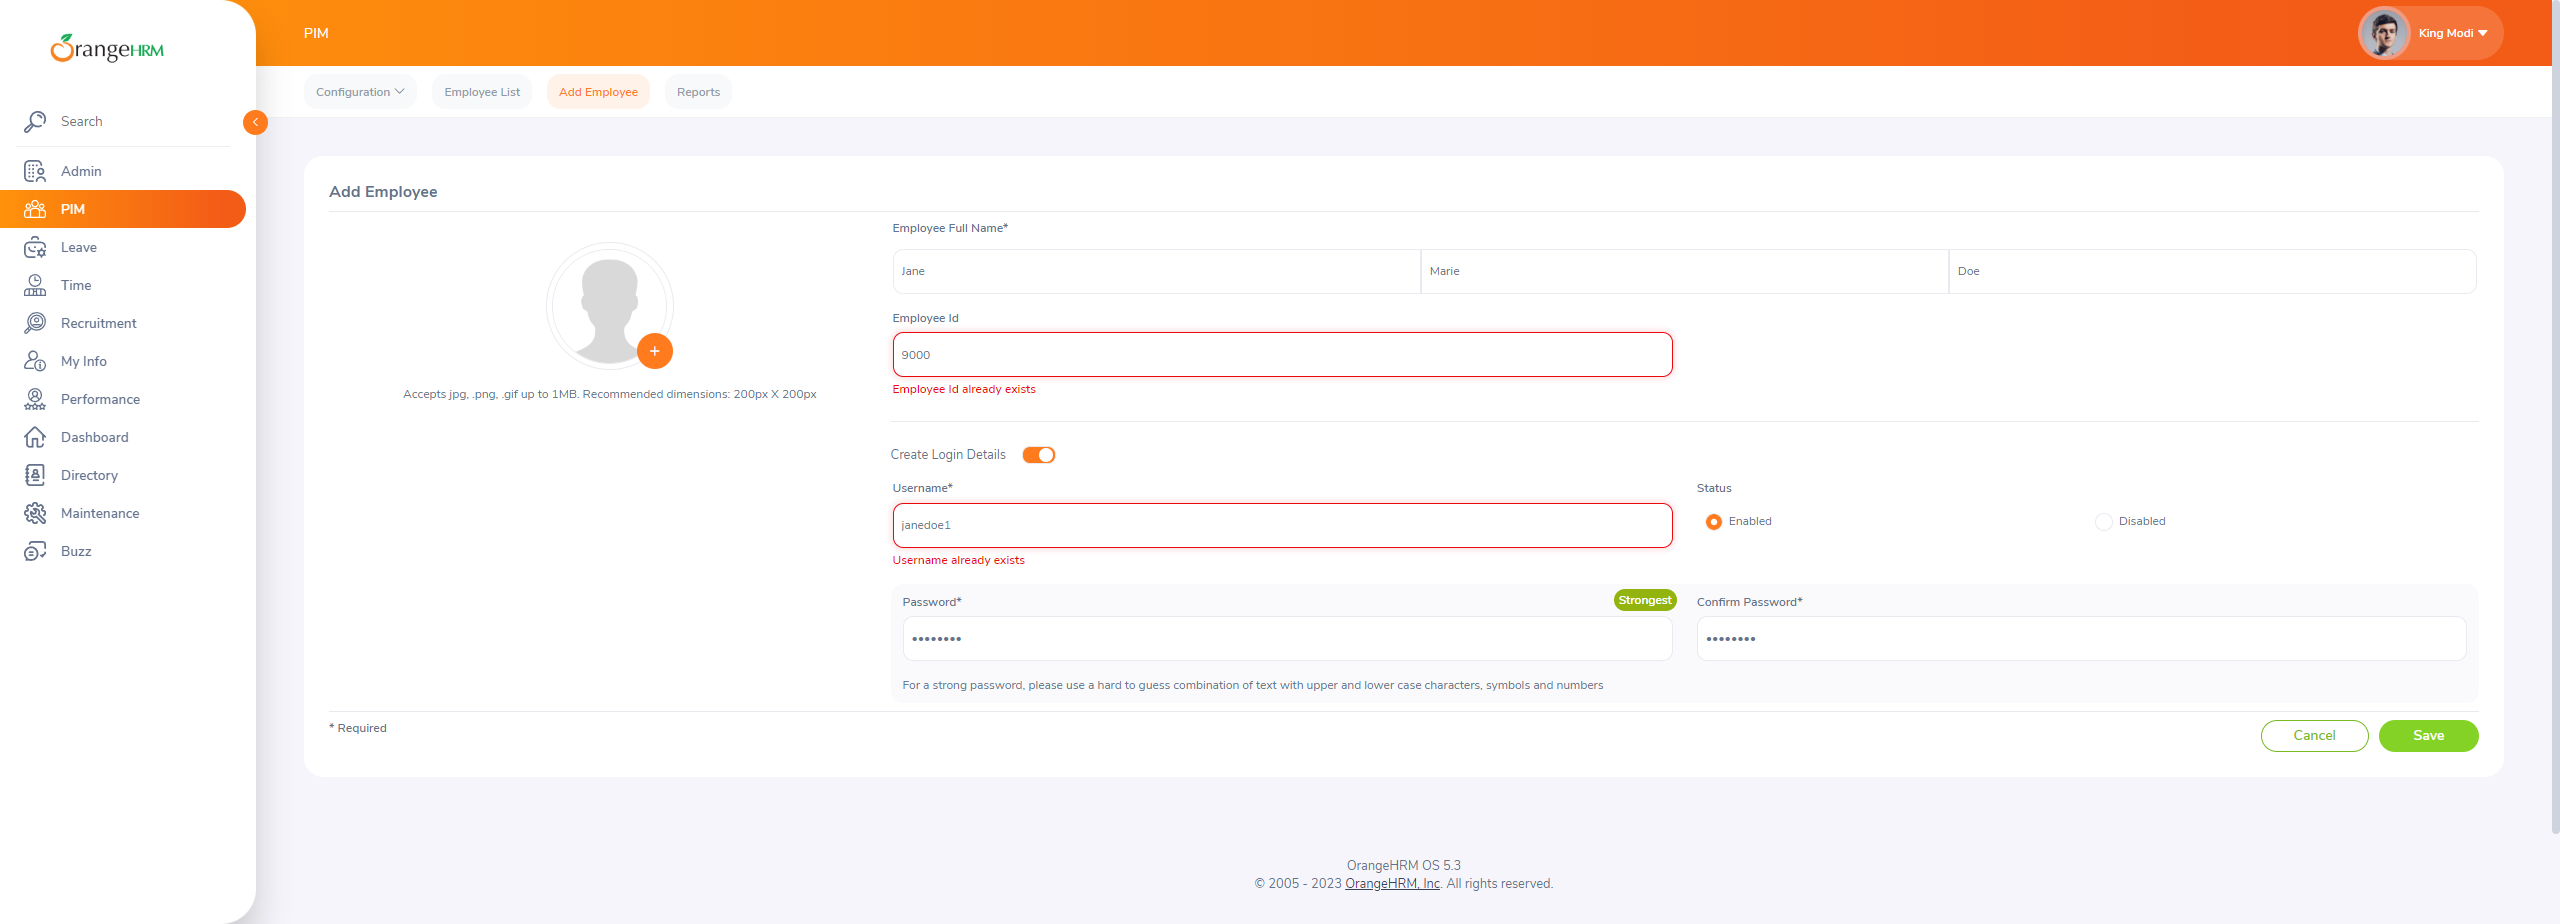 OrangeHRM
PIM
King Modi
Configuration
Employee List
Add Employee
Reports
Search
Admin
PIM
Leave
Time
Recruitment
My Info
Performance
Dashboard
Directory
Maintenance
Buzz
Add Employee
Accepts jpg, .png, .gif up to 1MB. Recommended dimensions: 200px X 200px
Employee Full Name*
Jane
Marie
Doe
Employee Id
9000
Employee Id already exists
Create Login Details
Username*
janedoe1
Username already exists
Status
Enabled
Disabled
Password*
Strongest
••••••••
Confirm Password*
••••••••
For a strong password, please use a hard to guess combination of text with upper and lower case characters, symbols and numbers
* Required
Cancel
Save
OrangeHRM OS 5.3
© 2005 - 2023 OrangeHRM, Inc. All rights reserved.